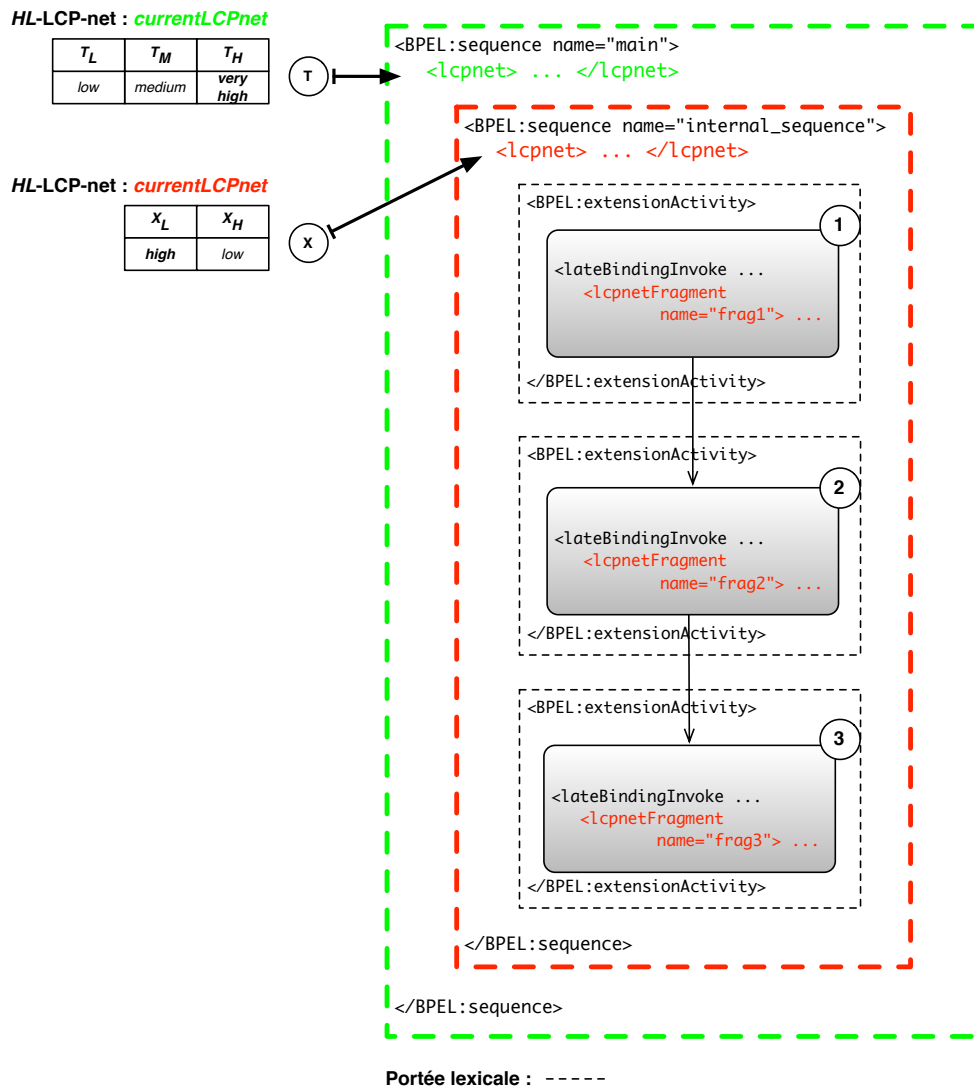 HL-LCP-net : currentLCPnet
T_L T_M T_H
low medium very high
T
<BPEL:sequence name="main">
<lcpnet> ... </lcpnet>
HL-LCP-net : currentLCPnet
X_L X_H
high low
X
<BPEL:sequence name="internal_sequence">
<lcpnet> ... </lcpnet>
<BPEL:extensionActivity>
1
<lateBindingInvoke ...
<lcpnetFragment
name="frag1"> ...
</BPEL:extensionActivity>
<BPEL:extensionActivity>
2
<lateBindingInvoke ...
<lcpnetFragment
name="frag2"> ...
</BPEL:extensionActivity>
<BPEL:extensionActivity>
3
<lateBindingInvoke ...
<lcpnetFragment
name="frag3"> ...
</BPEL:extensionActivity>
</BPEL:sequence>
</BPEL:sequence>
Portée lexicale : -----